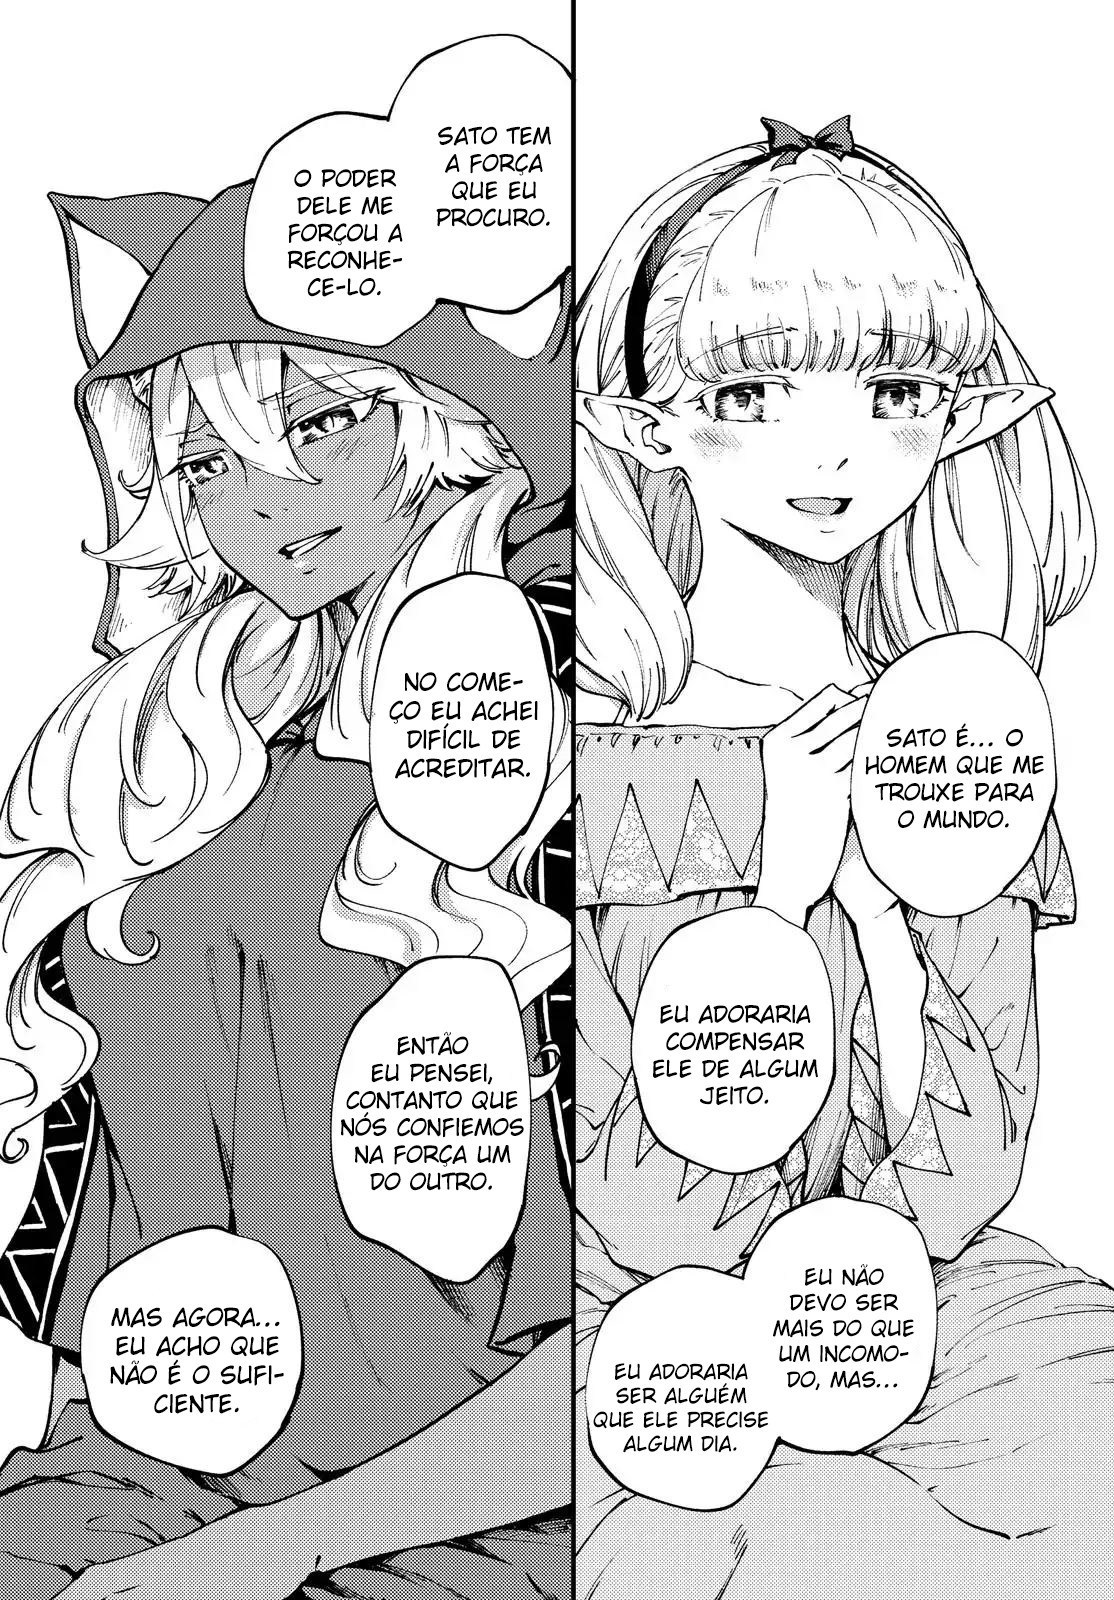 SATO É... O
HOMEM QUE ME
TROUXE PARA
O MUNDO.
EU ADORARIA
COMPENSAR
ELE DE ALGUM
JEITO.
EU NÃO
DEVO SER
MAIS DO QUE
UM INCOMO-
DO, MAS...
EU ADORARIA
SER ALGUÉM
QUE ELE PRECISE
ALGUM DIA.
SATO TEM
A FORÇA
QUE EU
PROCURO.
O PODER
DELE ME
FORÇOU A
RECONHE-
CE-LO.
NO COME-
ÇO EU ACHEI
DIFÍCIL DE
ACREDITAR.
ENTÃO
EU PENSEI,
CONTANTO QUE
NÓS CONFIEMOS
NA FORÇA UM
DO OUTRO.
MAS AGORA...
EU ACHO QUE
NÃO É O SUFI-
CIENTE.